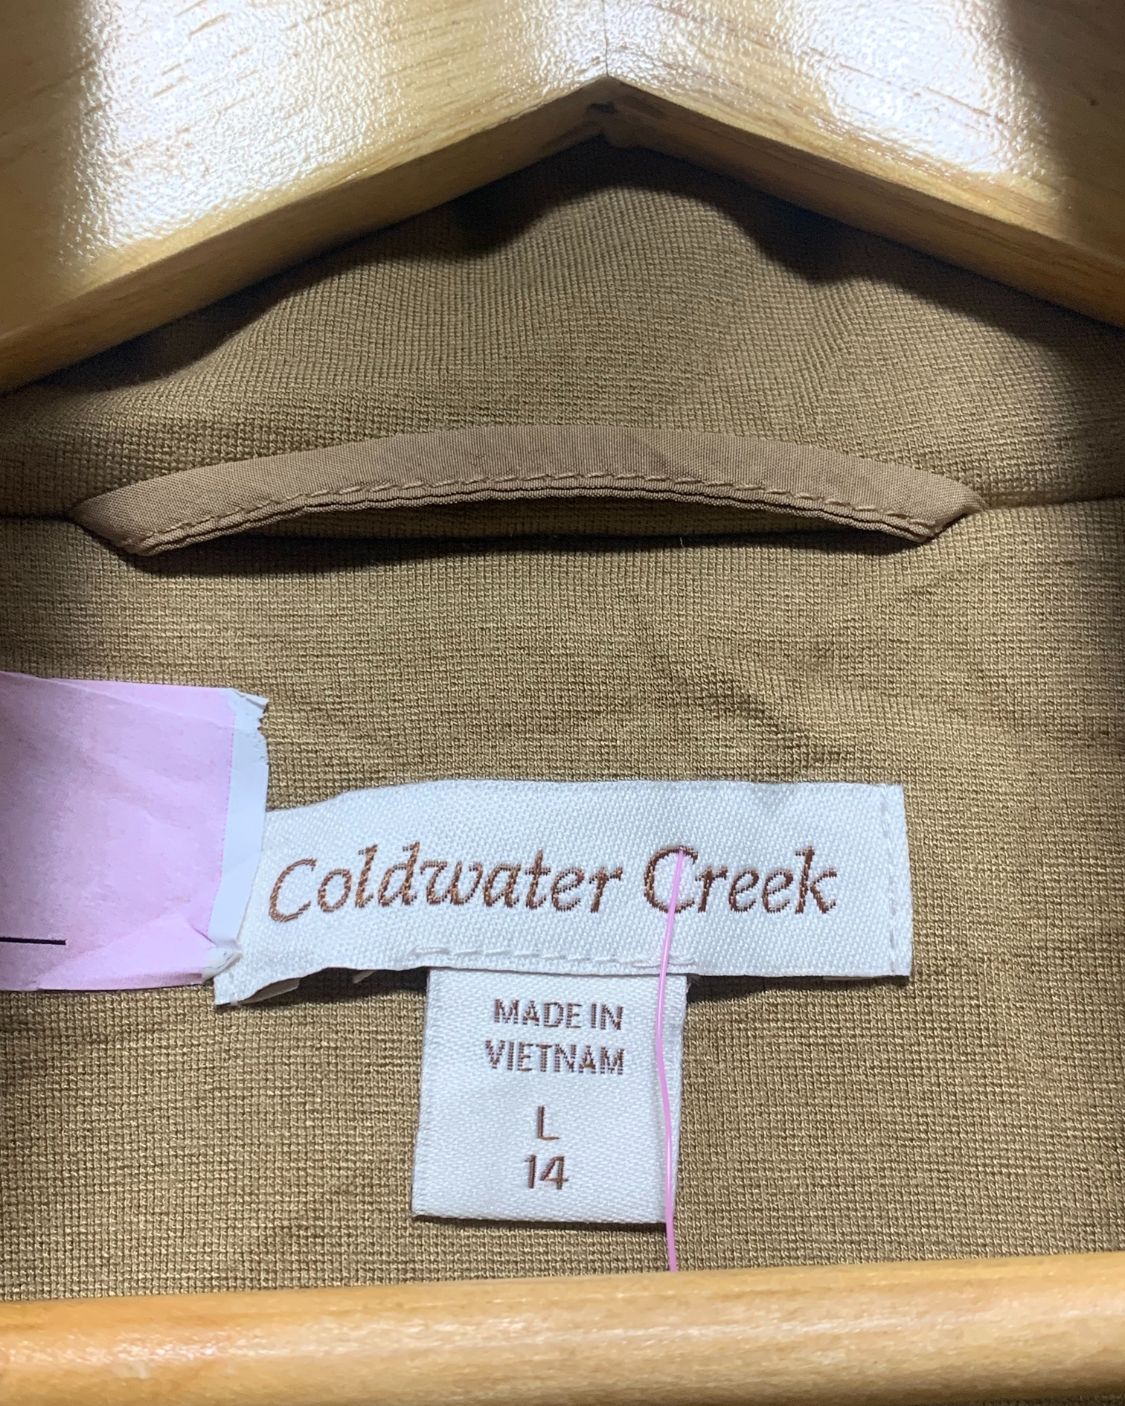 Coldwater Creek
MADE IN
VIETNAM
L
14